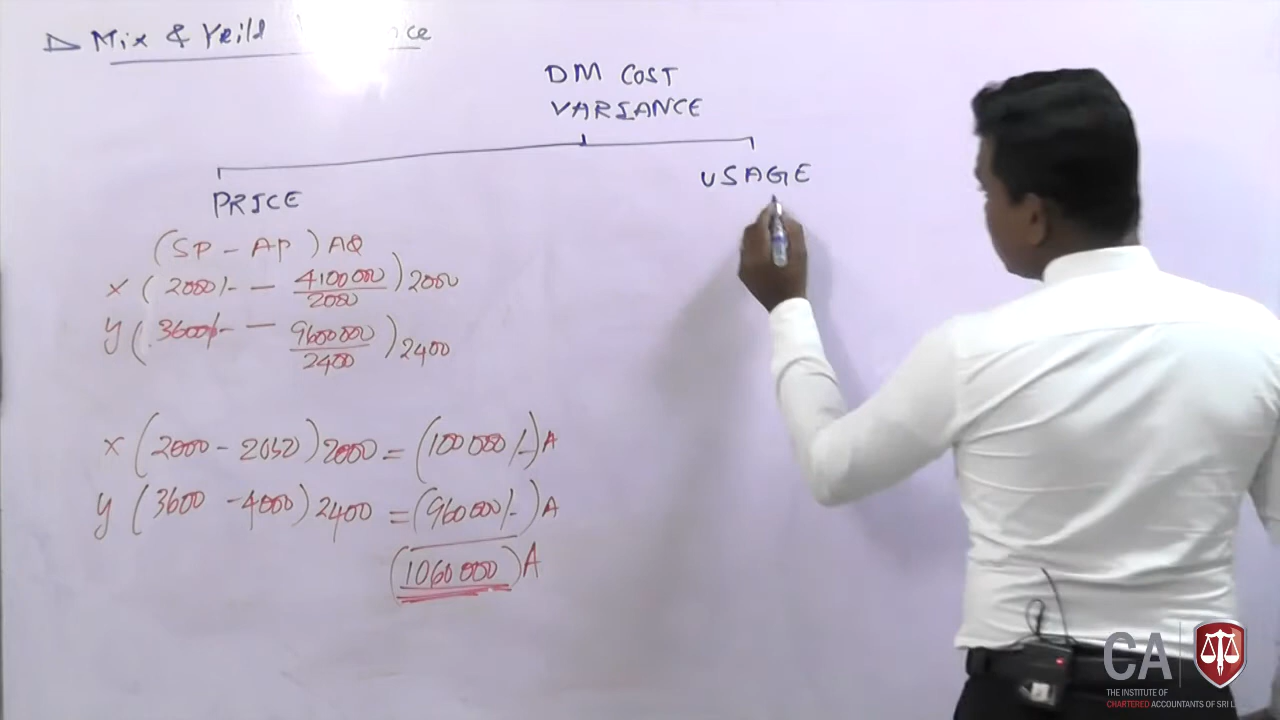 Mix & Yeild
DM COST
VARIANCE
PRICE
USAGE
(SP - AP) AQ
X (2000/- - 4100000/2000) 2000
Y (3600/- - 9600000/2400) 2400
X (2000 - 2050) 2000 = (100000/-) A
Y (3600 - 4000) 2400 = (960000/-) A
(1060000) A
CA
THE INSTITUTE OF
CHARTERED ACCOUNTANTS OF SRI L